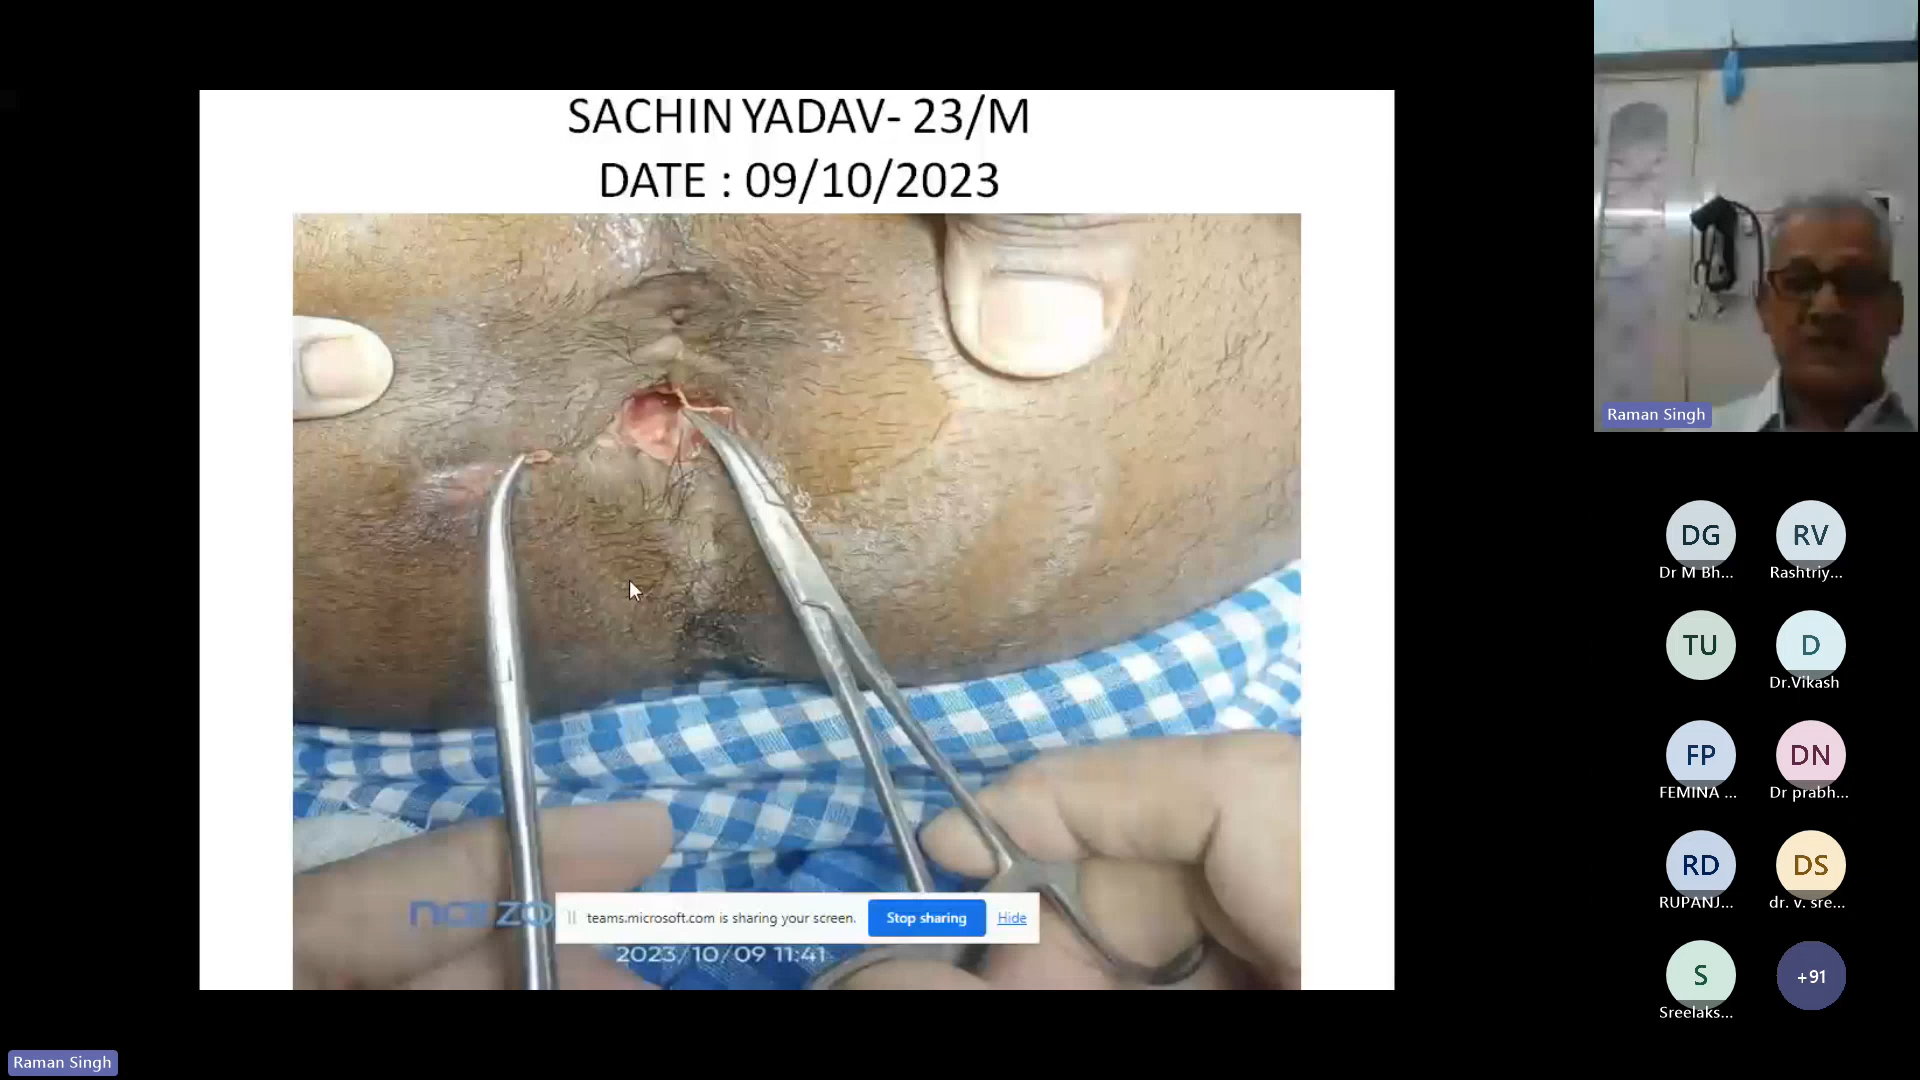 SACHIN YADAV- 23/M
DATE : 09/10/2023
teams.microsoft.com is sharing your screen.
Stop sharing
Hide
2023/10/09 11:41
Raman Singh
DG
Dr M Bh...
RV
Rashtriy...
TU
D
Dr.Vikash
FP
FEMINA ...
DN
Dr prabh...
RD
RUPANJ...
DS
dr. v. sre...
S
Sreelaks...
+91
Raman Singh